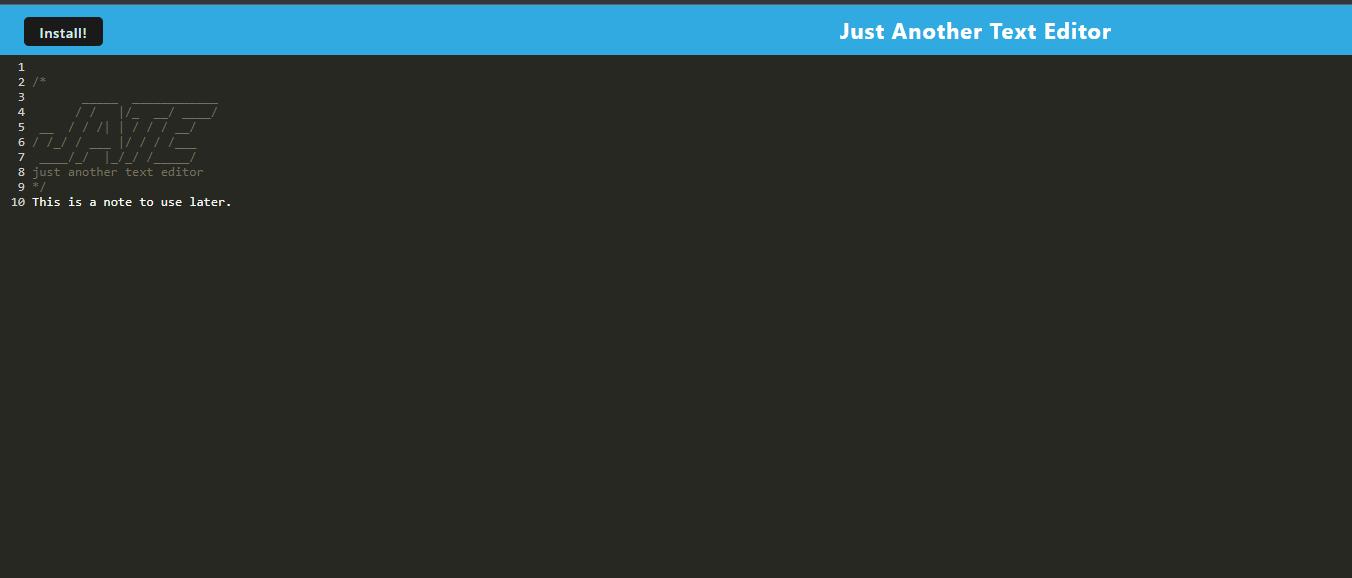 Install!
Just Another Text Editor
1
2 /*
3        _____  ____________
4       / /   |/_  __/ ____/
5  __  / / /| | / / / __/
6 / /_/ / ___ |/ / / /___
7  ____/_/  |_/_/ /_____/
8 just another text editor
9 */
10 This is a note to use later.